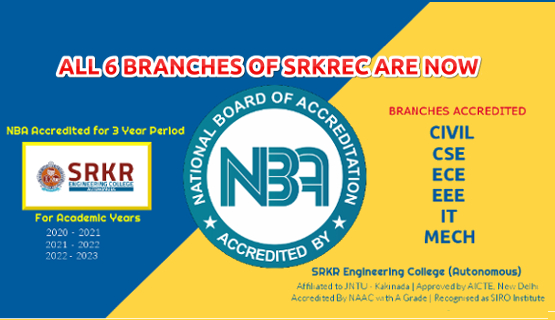 ALL 6 BRANCHES OF SRKREC ARE NOW
NBA Accredited for 3 Year Period
SRKR
ENGINEERING COLLEGE
For Academic Years
2020 - 2021
2021 - 2022
2022 - 2023
NATIONAL BOARD OF ACCREDITATION
NBA
ACCREDITED BY
BRANCHES ACCREDITED
CIVIL
CSE
ECE
EEE
IT
MECH
SRKR Engineering College (Autonomous)
Affiliated to JNTU - Kakinada | Approved by AICTE, New Delhi
Accredited By NAAC with A Grade | Recognised as SIRO Institute